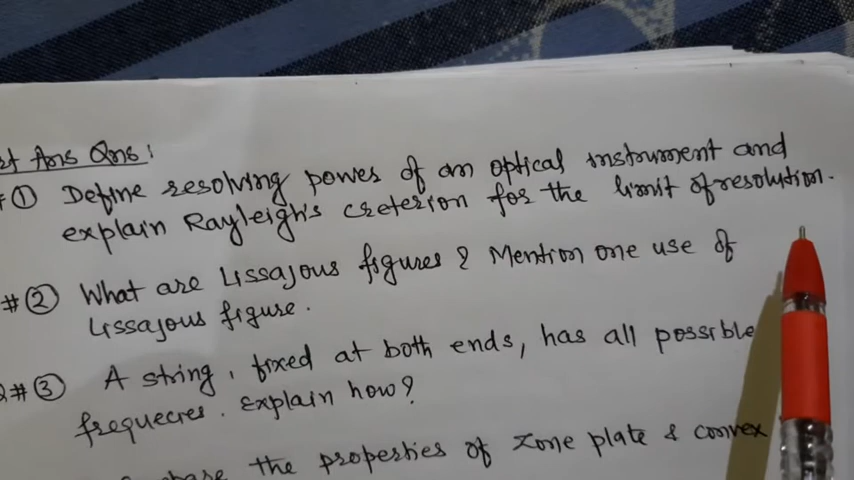 Ans Qns:
# ① Define resolving power of an optical instrument and
explain Rayleigh's creterion for the limit of resolution.
# ② What are Lissajous figures? Mention one use of
Lissajous figure.
# ③ A string, fixed at both ends, has all possible
frequecies. Explain how?
the properties of zone plate & convex